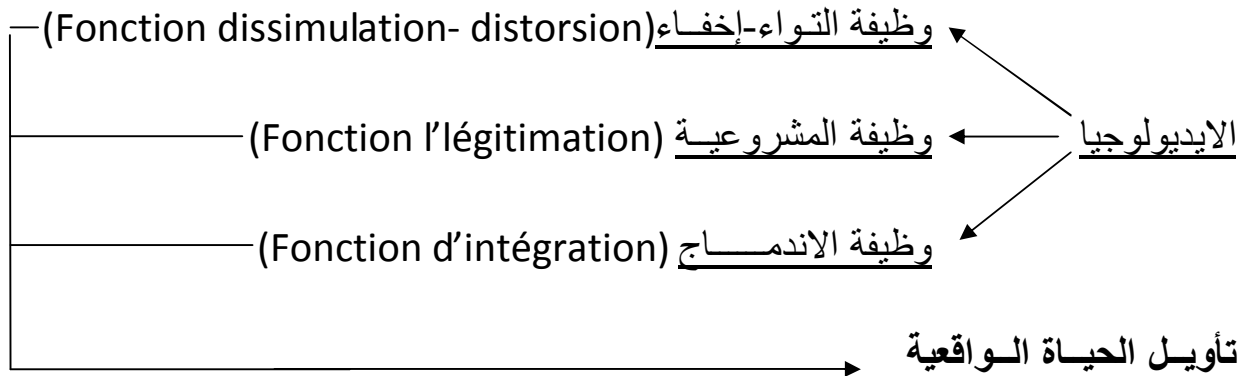 وظيفة التواء-إخفاء (Fonction dissimulation- distorsion)
الايديولوجيا
وظيفة المشروعية (Fonction l’légitimation)
وظيفة الاندماج (Fonction d’intégration)
تأويل الحياة الواقعية